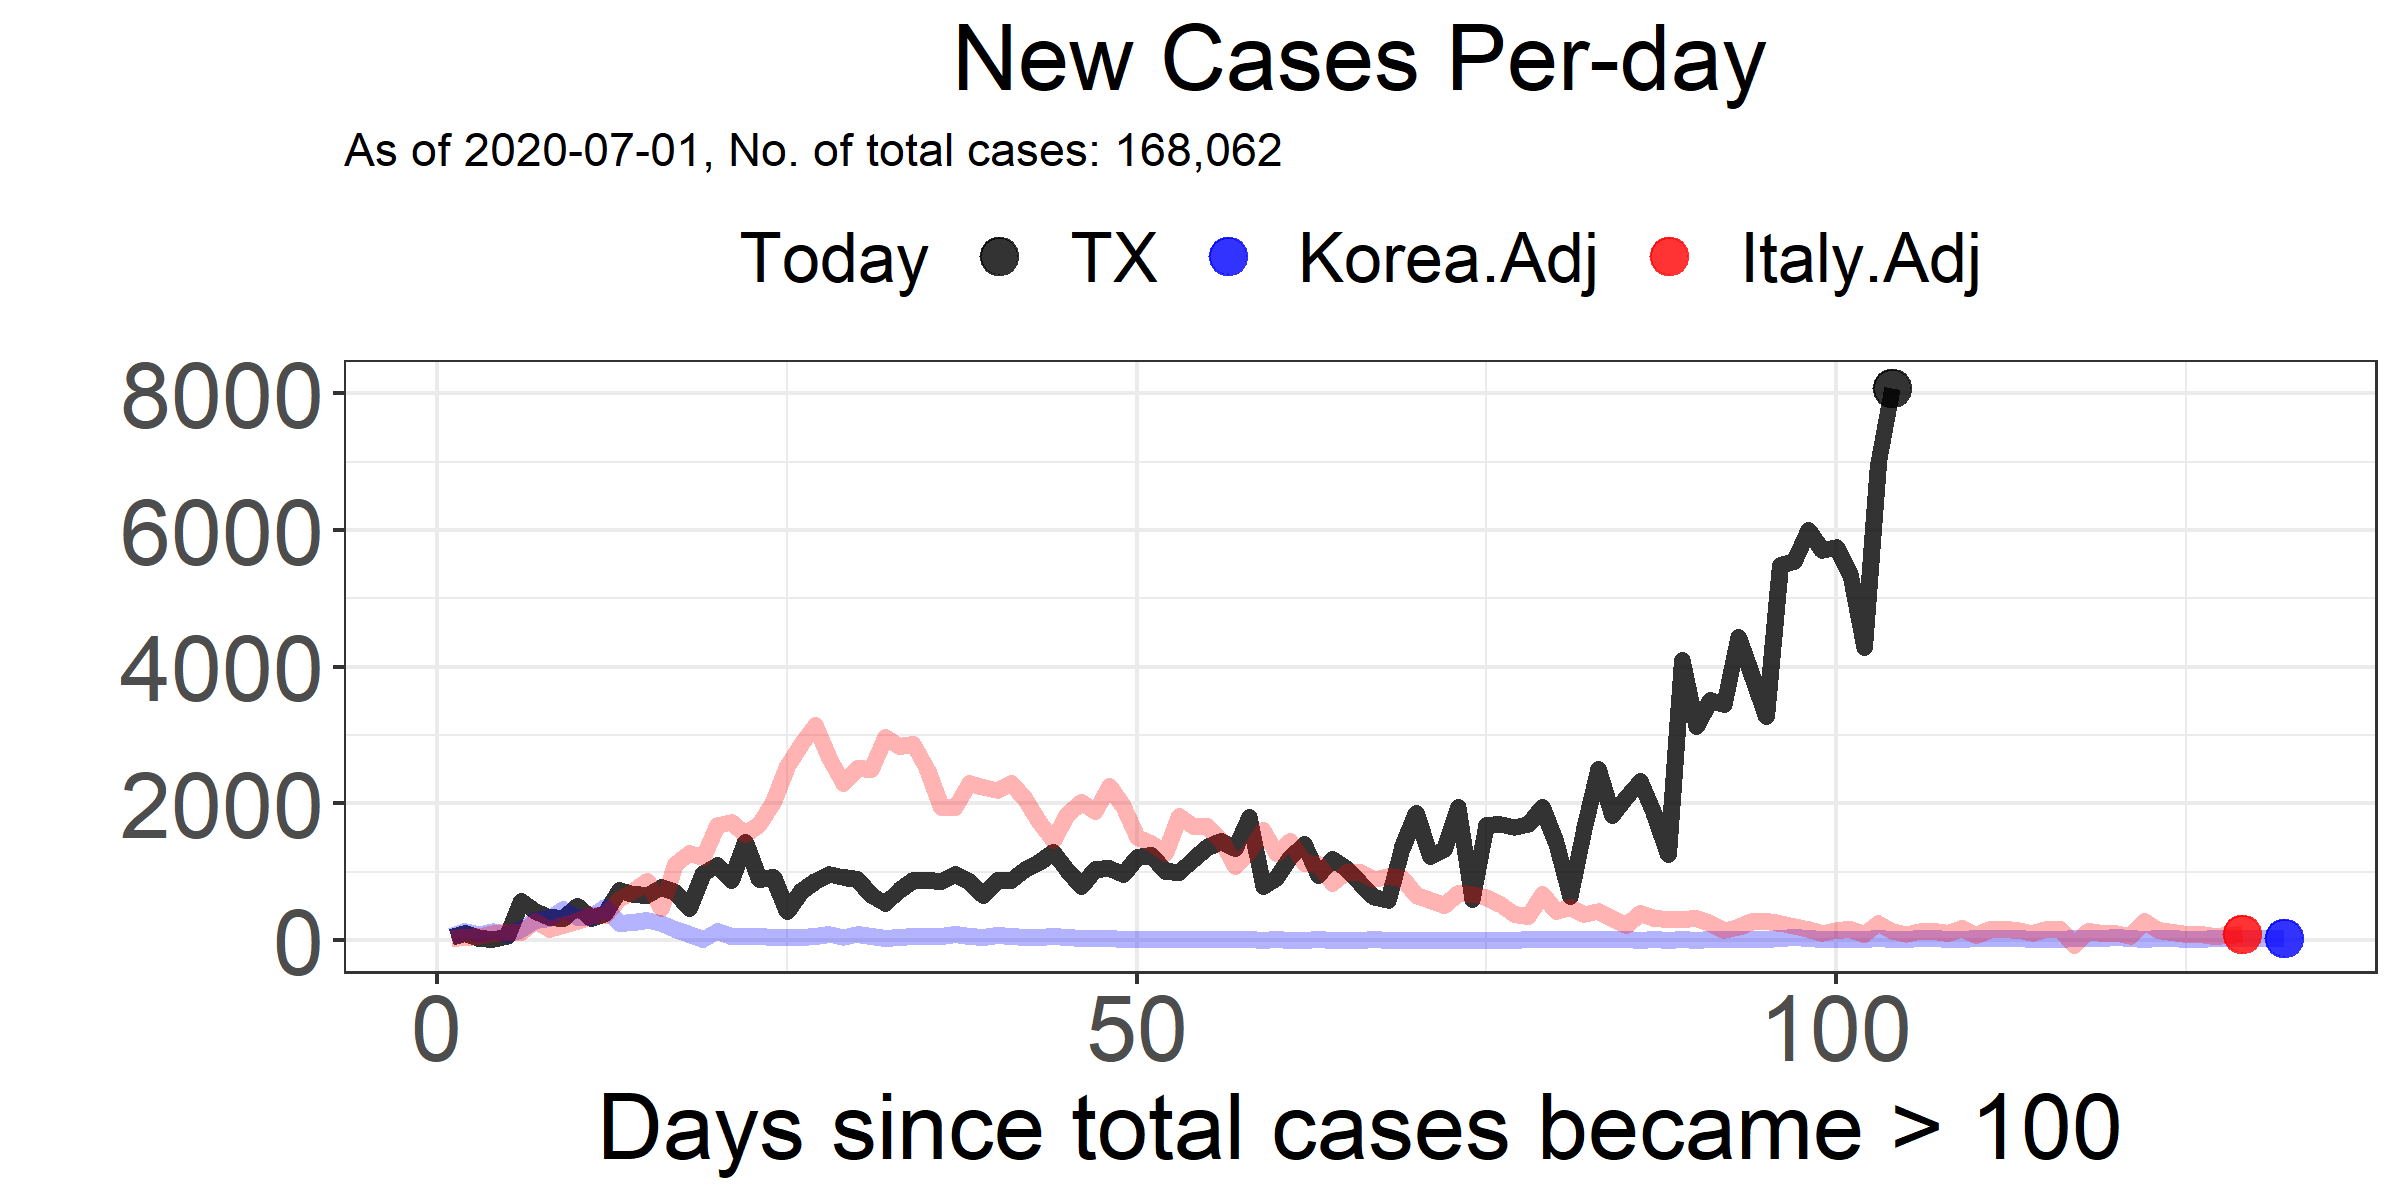 New Cases Per-day
As of 2020-07-01, No. of total cases: 168,062
Today TX Korea.Adj Italy.Adj
8000
6000
4000
2000
0
0 50 100
Days since total cases became > 100